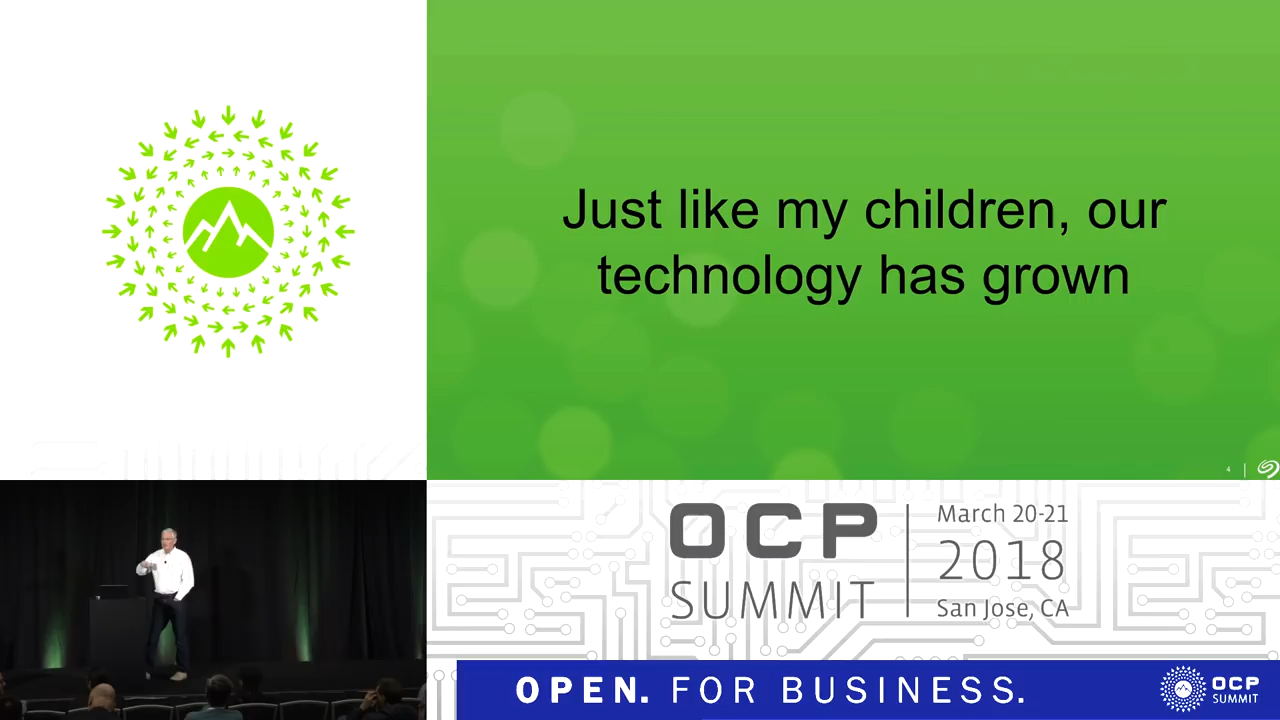 Just like my children, our
technology has grown
4
OCP
SUMMIT
March 20-21
2018
San Jose, CA
OPEN. FOR BUSINESS.
OCP
SUMMIT